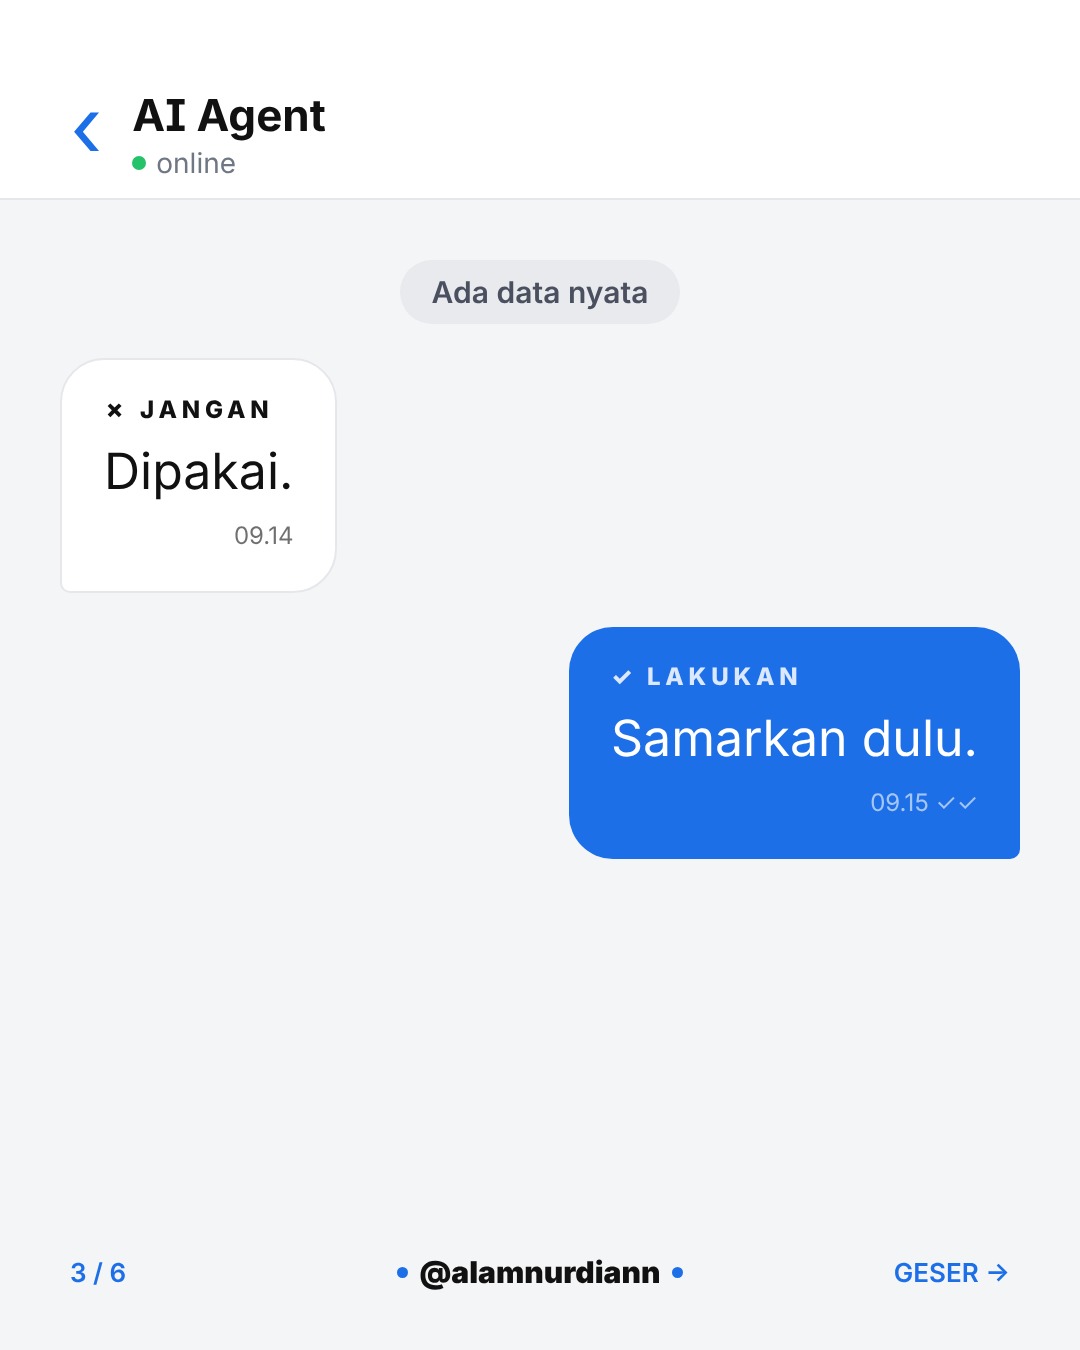 AI Agent
online
Ada data nyata
× JANGAN
Dipakai.
09.14
✓ LAKUKAN
Samarkan dulu.
09.15 ✓✓
3 / 6
• @alamnurdiann •
GESER →